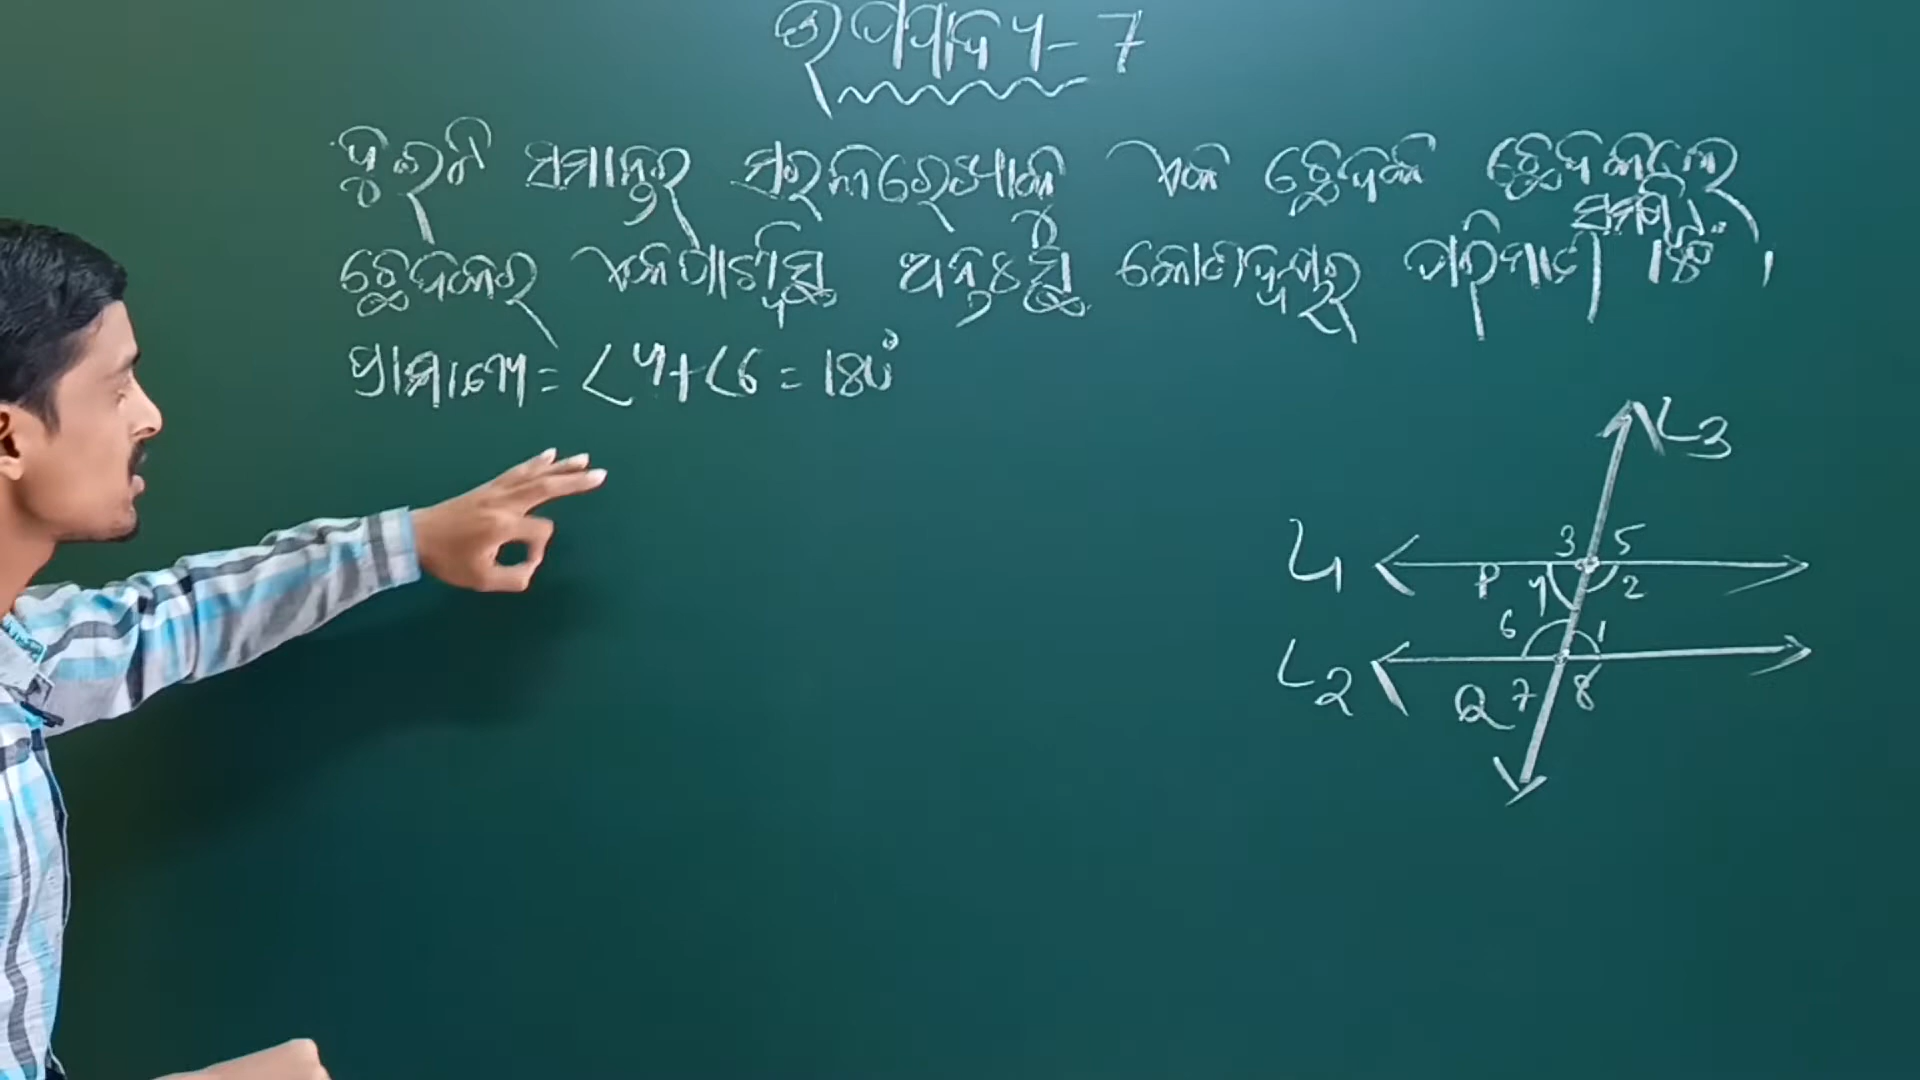 ଉପପାଦ୍ୟ - 7
ଦୁଇଟି ସମାନ୍ତର ସରଳରେଖାକୁ ଏକ ଛେଦକ ଛେଦକଲେ
ଛେଦକର ଏକପାର୍ଶ୍ୱସ୍ଥ ଅନ୍ତଃସ୍ଥ କୋଣଦ୍ୱୟର ପରିମାଣ ସମଷ୍ଟି 180° ।
ପ୍ରାମାଣ୍ୟ = ∠4+∠6 = 180°
L3
3 5
L1
P 4 2
6 1
L2
Q 7 8